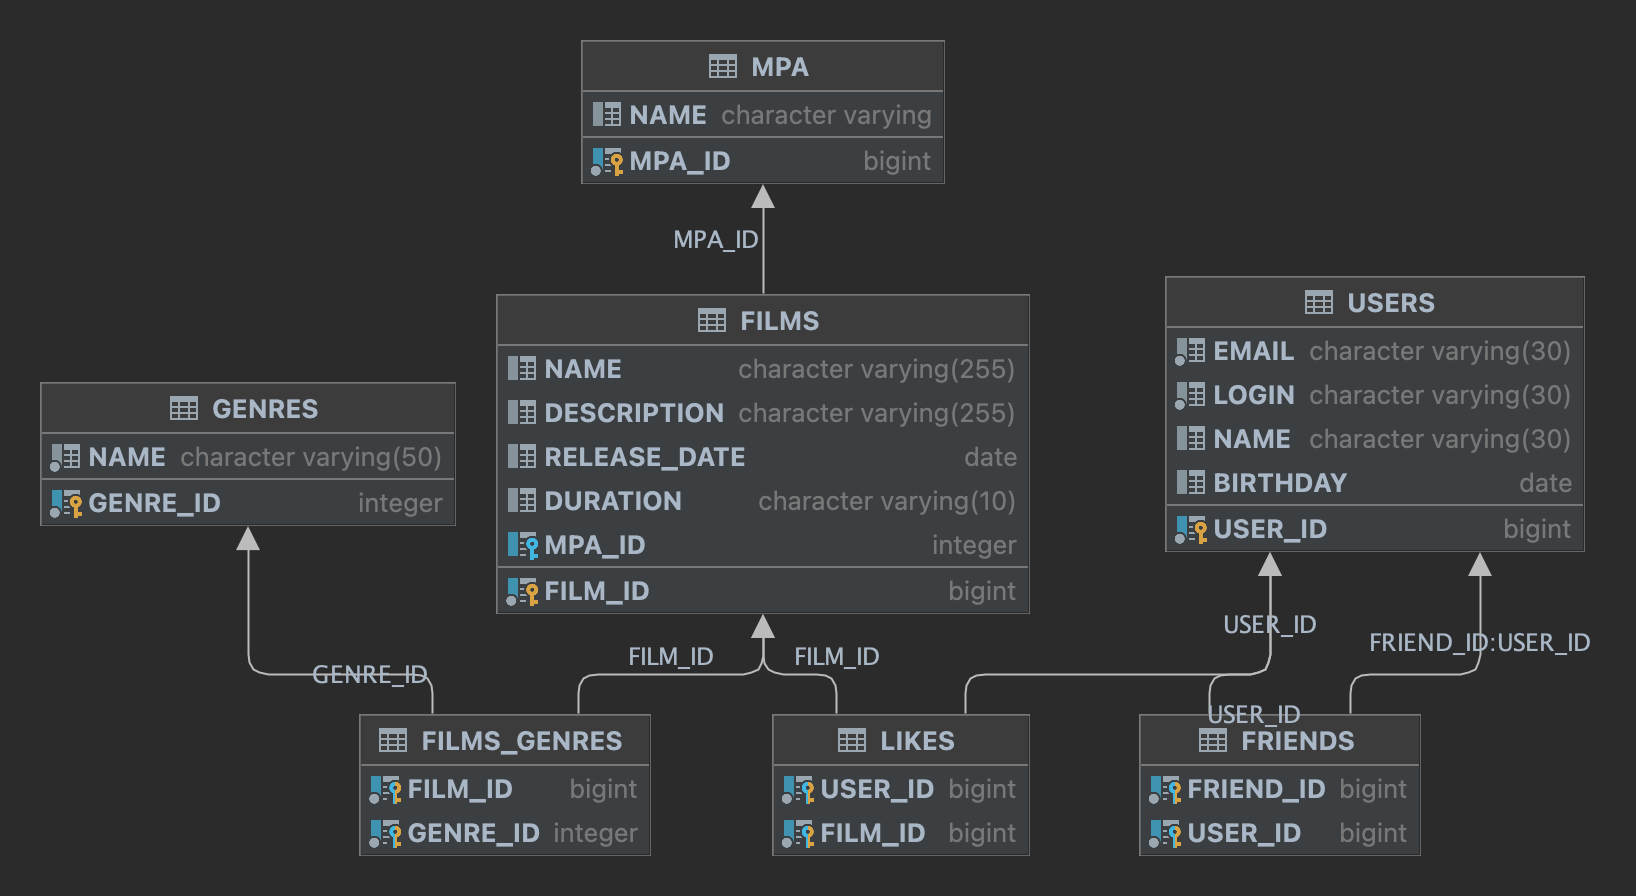 MPA
NAME character varying
MPA_ID bigint
MPA_ID
FILMS
NAME character varying(255)
DESCRIPTION character varying(255)
RELEASE_DATE date
DURATION character varying(10)
MPA_ID integer
FILM_ID bigint
USERS
EMAIL character varying(30)
LOGIN character varying(30)
NAME character varying(30)
BIRTHDAY date
USER_ID bigint
GENRES
NAME character varying(50)
GENRE_ID integer
GENRE_ID
FILM_ID
FILM_ID
USER_ID
FRIEND_ID:USER_ID
USER_ID
FILMS_GENRES
FILM_ID bigint
GENRE_ID integer
LIKES
USER_ID bigint
FILM_ID bigint
FRIENDS
FRIEND_ID bigint
USER_ID bigint